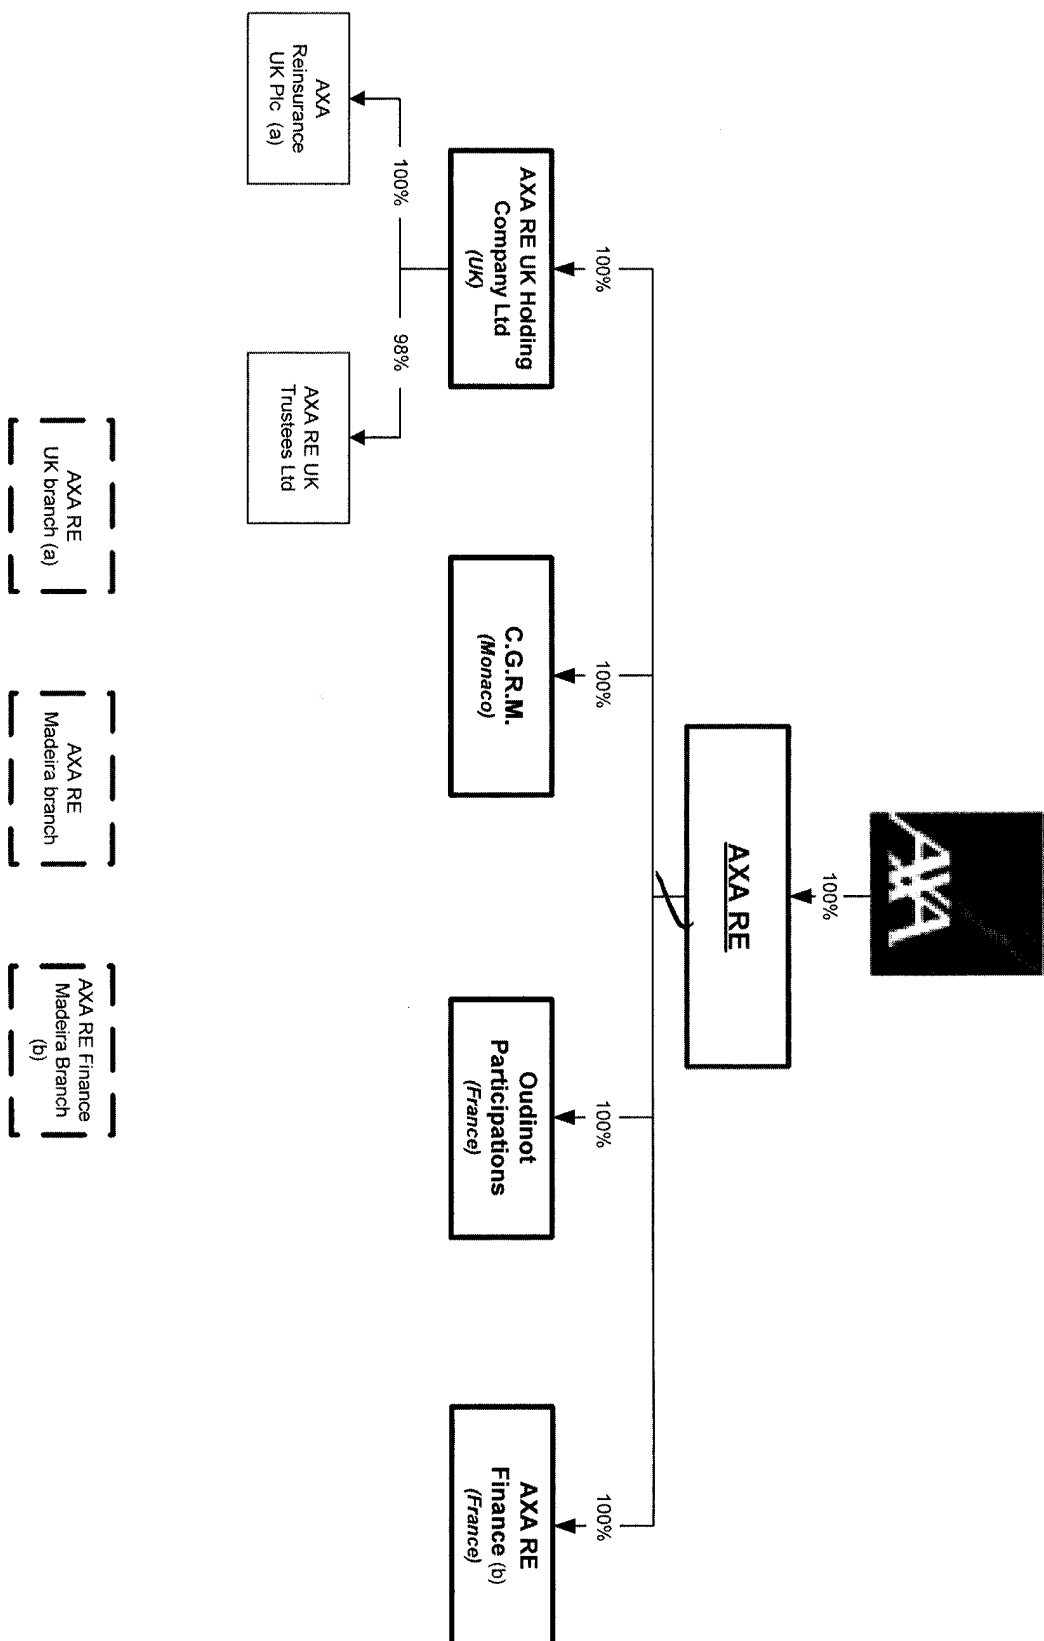 AXA
100%
AXA RE
100%
100%
100%
100%
AXA RE UK Holding
Company Ltd
(UK)
C.G.R.M.
(Monaco)
Oudinot
Participations
(France)
AXA RE
Finance (b)
(France)
100%
98%
AXA
Reinsurance
UK Plc (a)
AXA RE UK
Trustees Ltd
AXA RE
UK branch (a)
AXA RE
Madeira branch
AXA RE Finance
Madeira Branch
(b)